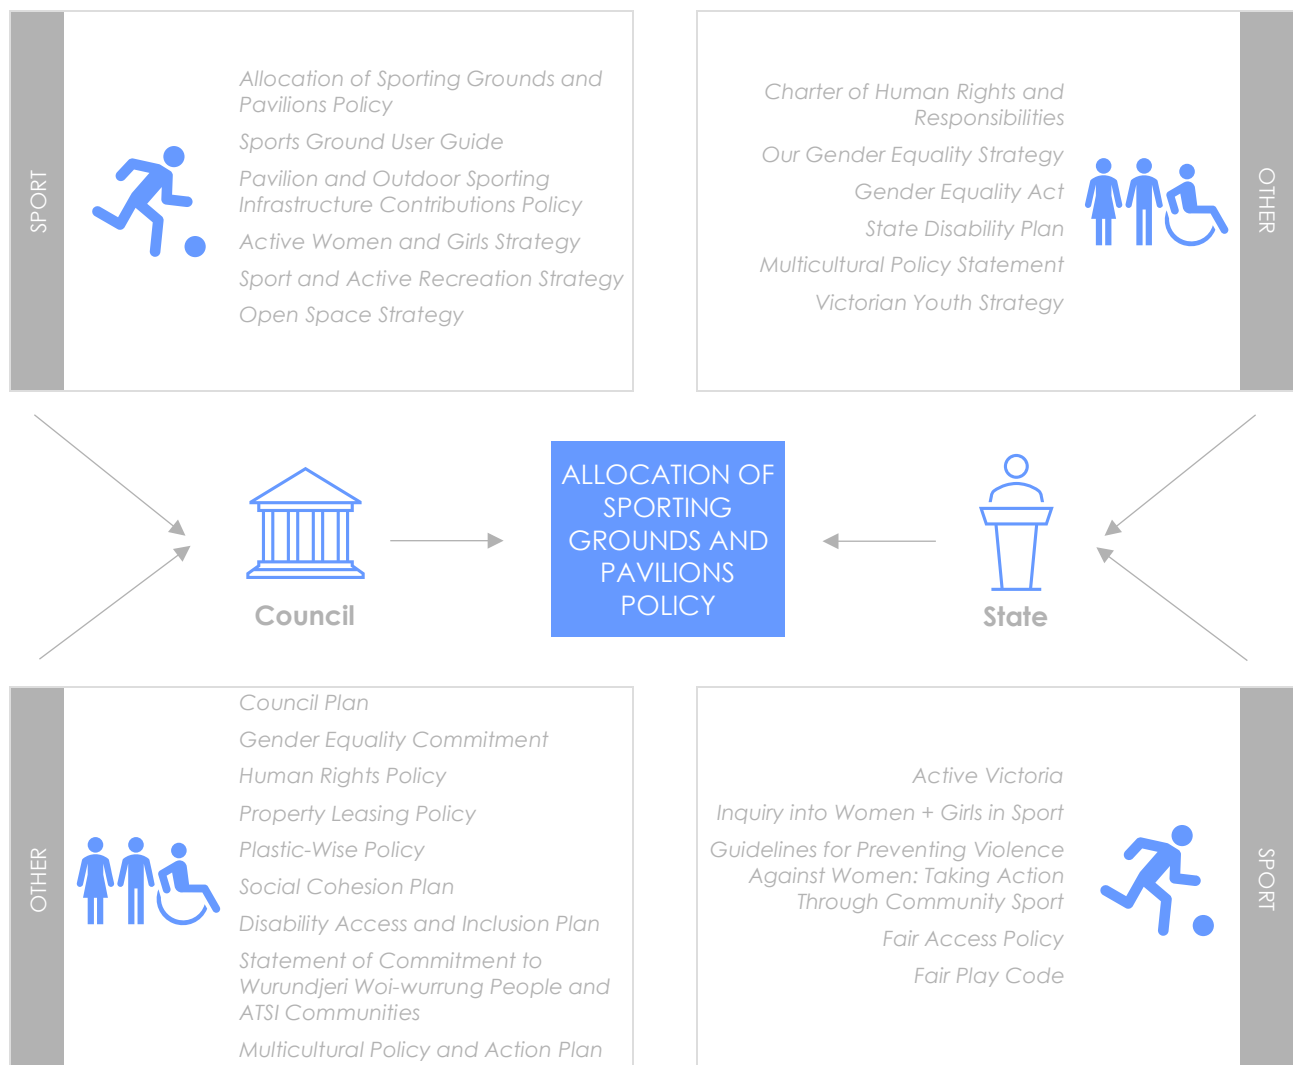 SPORT
Allocation of Sporting Grounds and
Pavilions Policy
Sports Ground User Guide
Pavilion and Outdoor Sporting
Infrastructure Contributions Policy
Active Women and Girls Strategy
Sport and Active Recreation Strategy
Open Space Strategy
Charter of Human Rights and
Responsibilities
Our Gender Equality Strategy
Gender Equality Act
State Disability Plan
Multicultural Policy Statement
Victorian Youth Strategy
OTHER
Council
ALLOCATION OF
SPORTING
GROUNDS AND
PAVILIONS
POLICY
State
OTHER
Council Plan
Gender Equality Commitment
Human Rights Policy
Property Leasing Policy
Plastic-Wise Policy
Social Cohesion Plan
Disability Access and Inclusion Plan
Statement of Commitment to
Wurundjeri Woi-wurrung People and
ATSI Communities
Multicultural Policy and Action Plan
Active Victoria
Inquiry into Women + Girls in Sport
Guidelines for Preventing Violence
Against Women: Taking Action
Through Community Sport
Fair Access Policy
Fair Play Code
SPORT